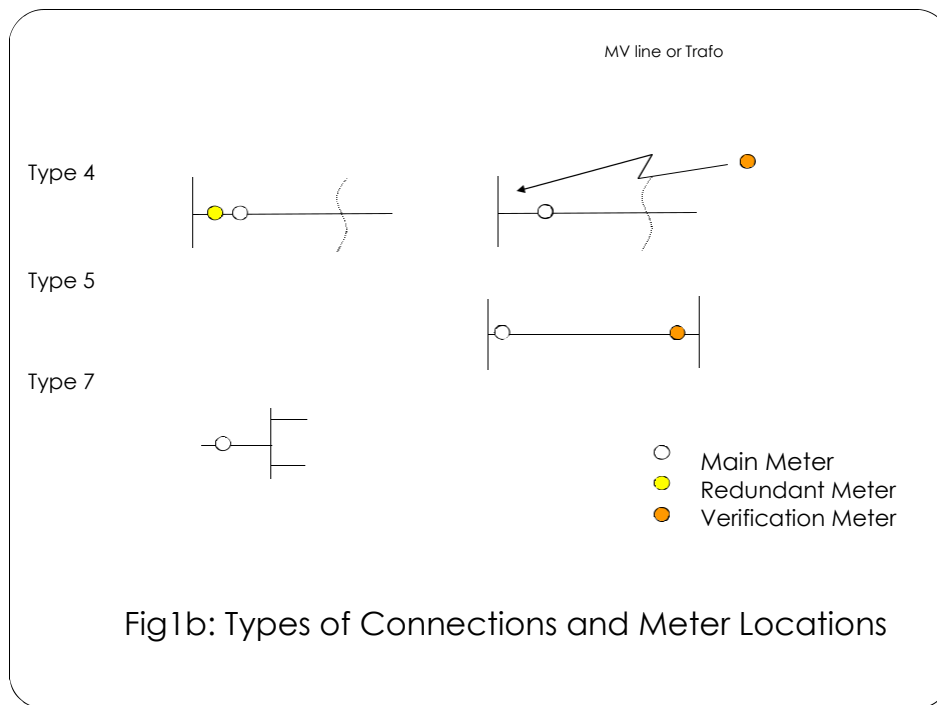 MV line or Trafo
Type 4
Type 5
Type 7
Main Meter
Redundant Meter
Verification Meter
Fig1b: Types of Connections and Meter Locations